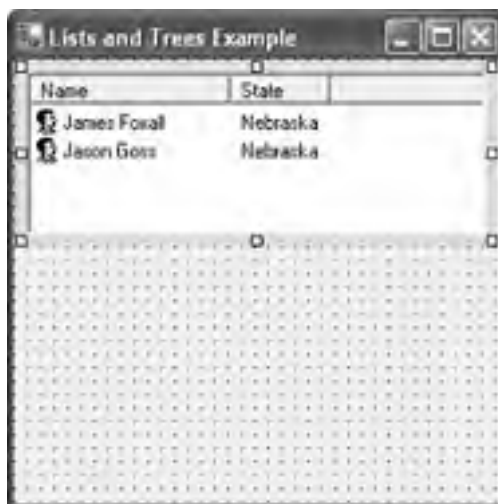 Lists and Trees Example
Name State
James Foxall Nebraska
Jason Goss Nebraska